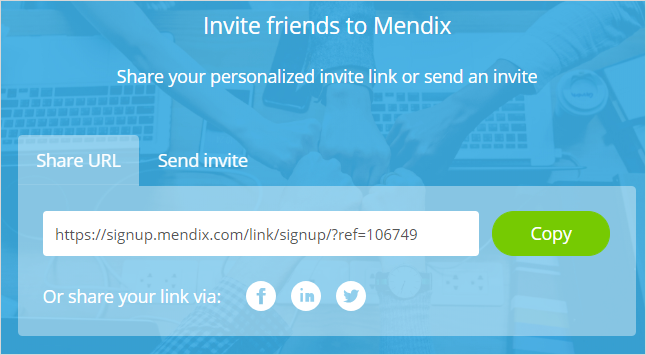 Invite friends to Mendix
Share your personalized invite link or send an invite
Share URL
Send invite
https://signup.mendix.com/link/signup/?ref=106749
Copy
Or share your link via: